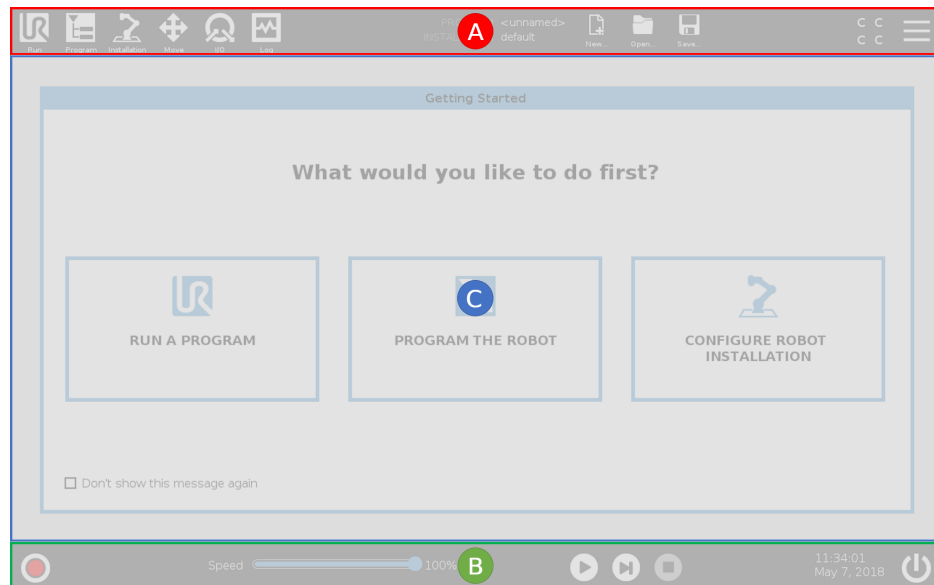 <unnamed>
default
C C
C C
Run
Program
Installation
Move
I/O
Log
A
New...
Open...
Save...
Getting Started
What would you like to do first?
C
RUN A PROGRAM
PROGRAM THE ROBOT
CONFIGURE ROBOT
INSTALLATION
Don't show this message again
Speed
100%
B
11:34:01
May 7, 2018